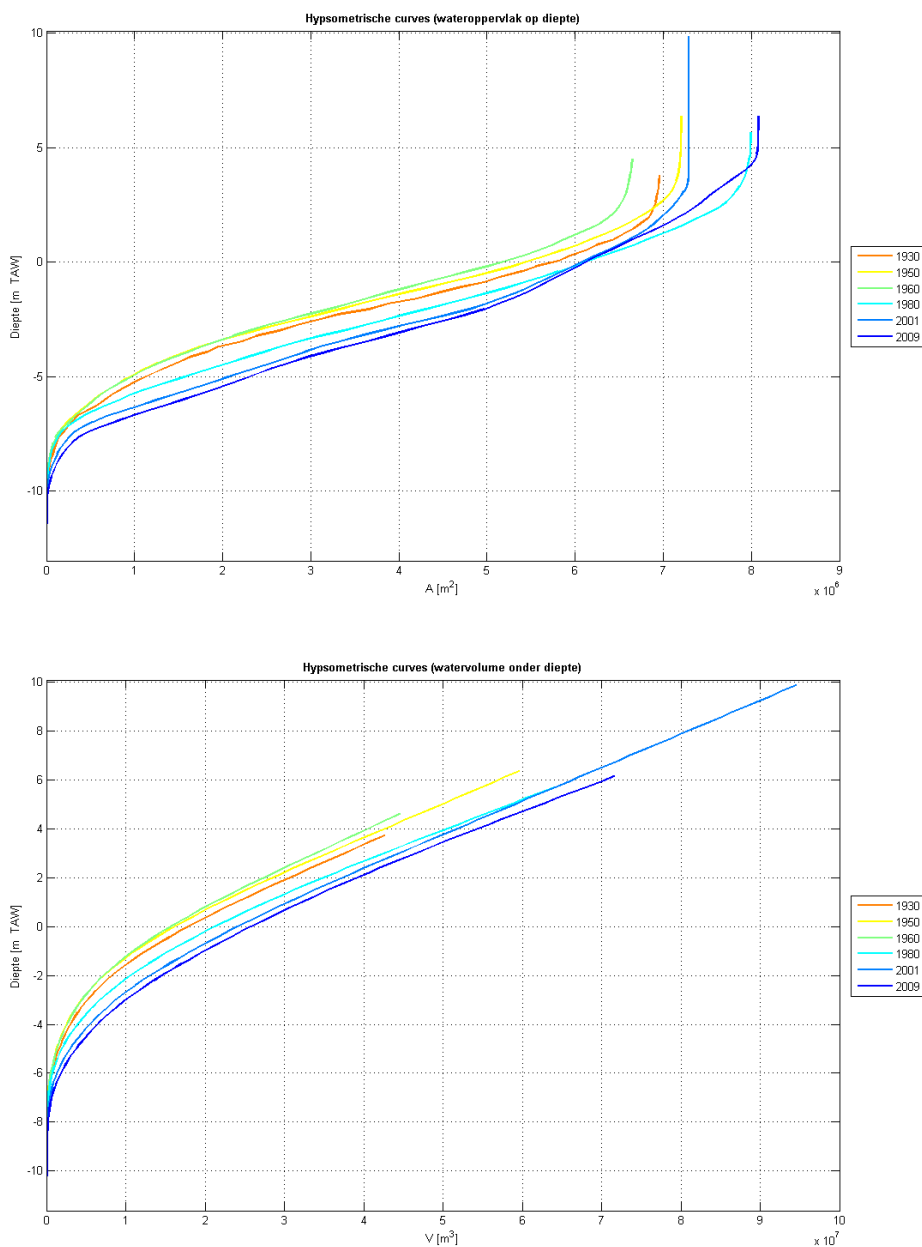 Hypsometrische curves (wateroppervlak op diepte)
10
5
0
-5
-10
Diepte [m TAW]
0 1 2 3 4 5 6 7 8 9
A [m²]
x 10⁶
1930
1950
1960
1980
2001
2009
Hypsometrische curves (watervolume onder diepte)
10
8
6
4
2
0
-2
-4
-6
-8
-10
Diepte [m TAW]
0 1 2 3 4 5 6 7 8 9 10
V [m³]
x 10⁷
1930
1950
1960
1980
2001
2009